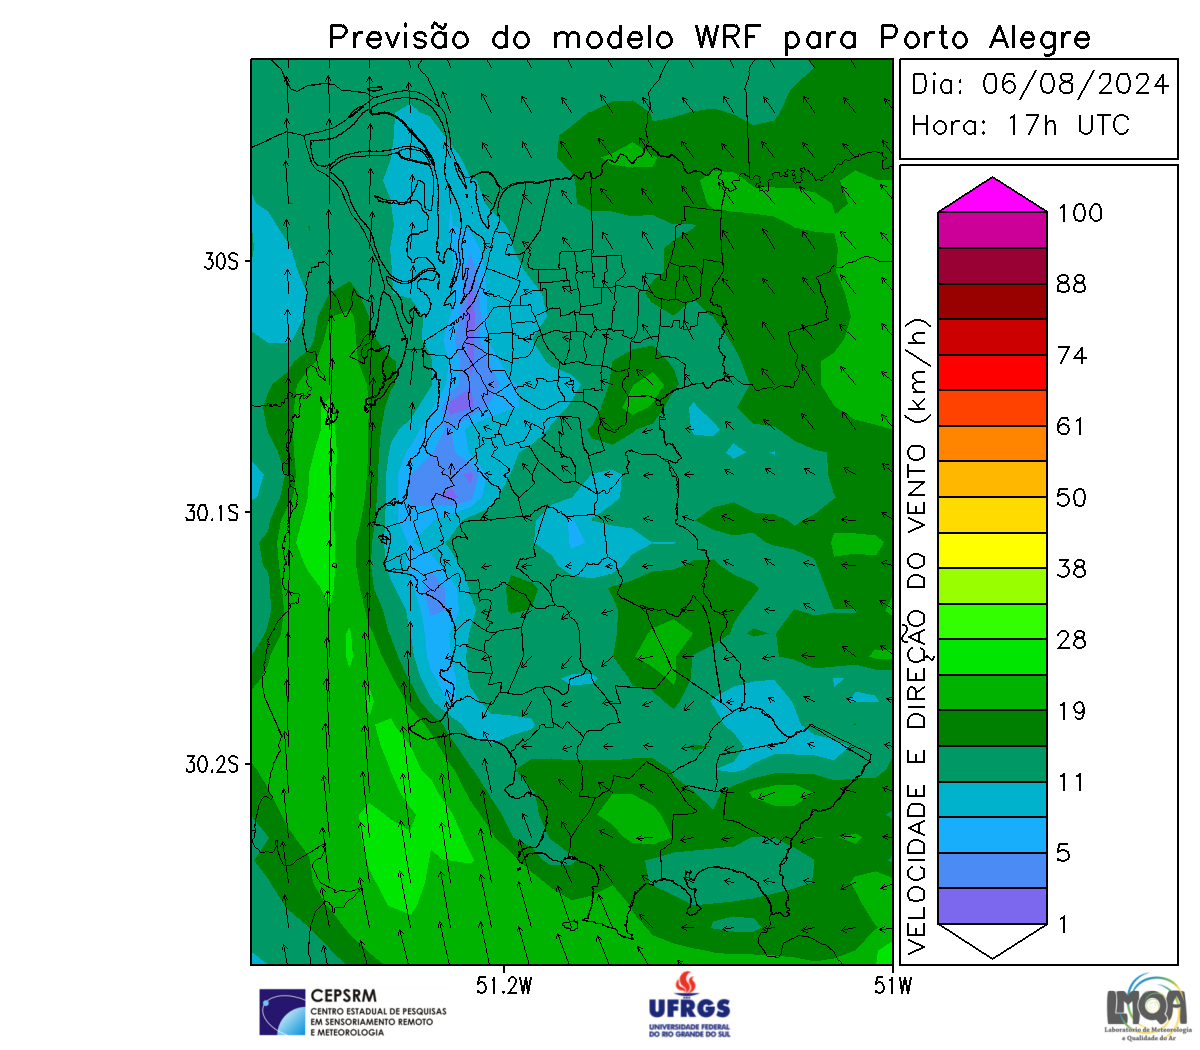 Previsão do modelo WRF para Porto Alegre
Dia: 06/08/2024
Hora: 17h UTC
30S
30.1S
30.2S
51.2W
51W
VELOCIDADE E DIREÇÃO DO VENTO (km/h)
100
88
74
61
50
38
28
19
11
5
1
CEPSRM
CENTRO ESTADUAL DE PESQUISAS
EM SENSORIAMENTO REMOTO
E METEOROLOGIA
UFRGS
UNIVERSIDADE FEDERAL
DO RIO GRANDE DO SUL
LMQA
Laboratório de Meteorologia
e Qualidade do Ar